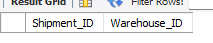 Result Grid Filter Rows:
Shipment_ID Warehouse_ID